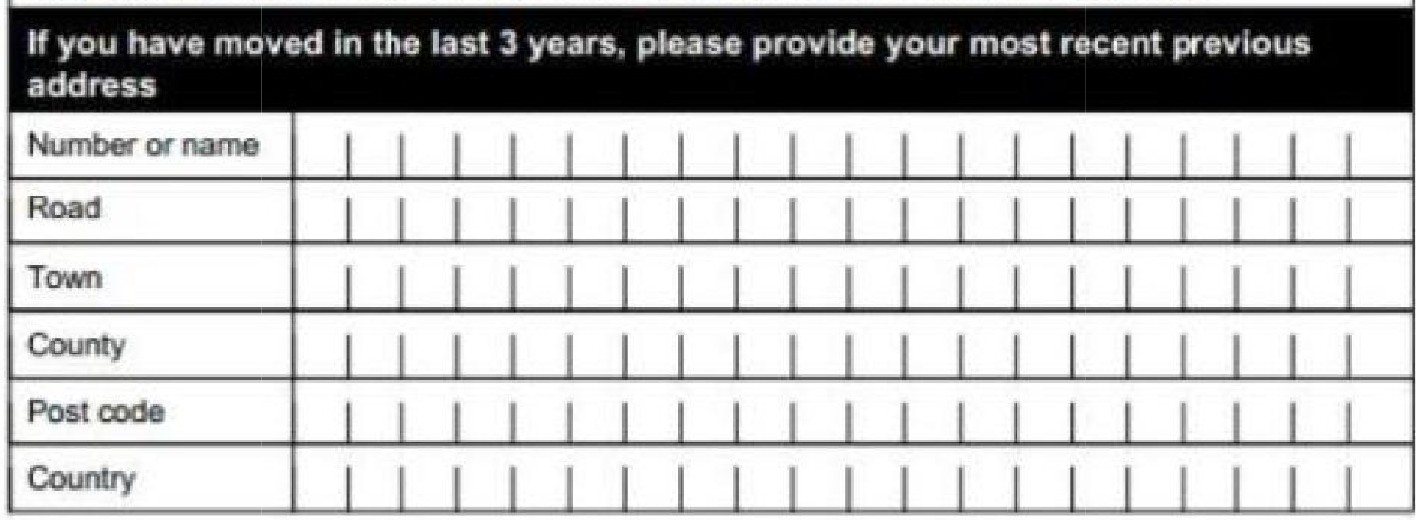 If you have moved in the last 3 years, please provide your most recent previous
address
Number or name
Road
Town
County
Post code
Country